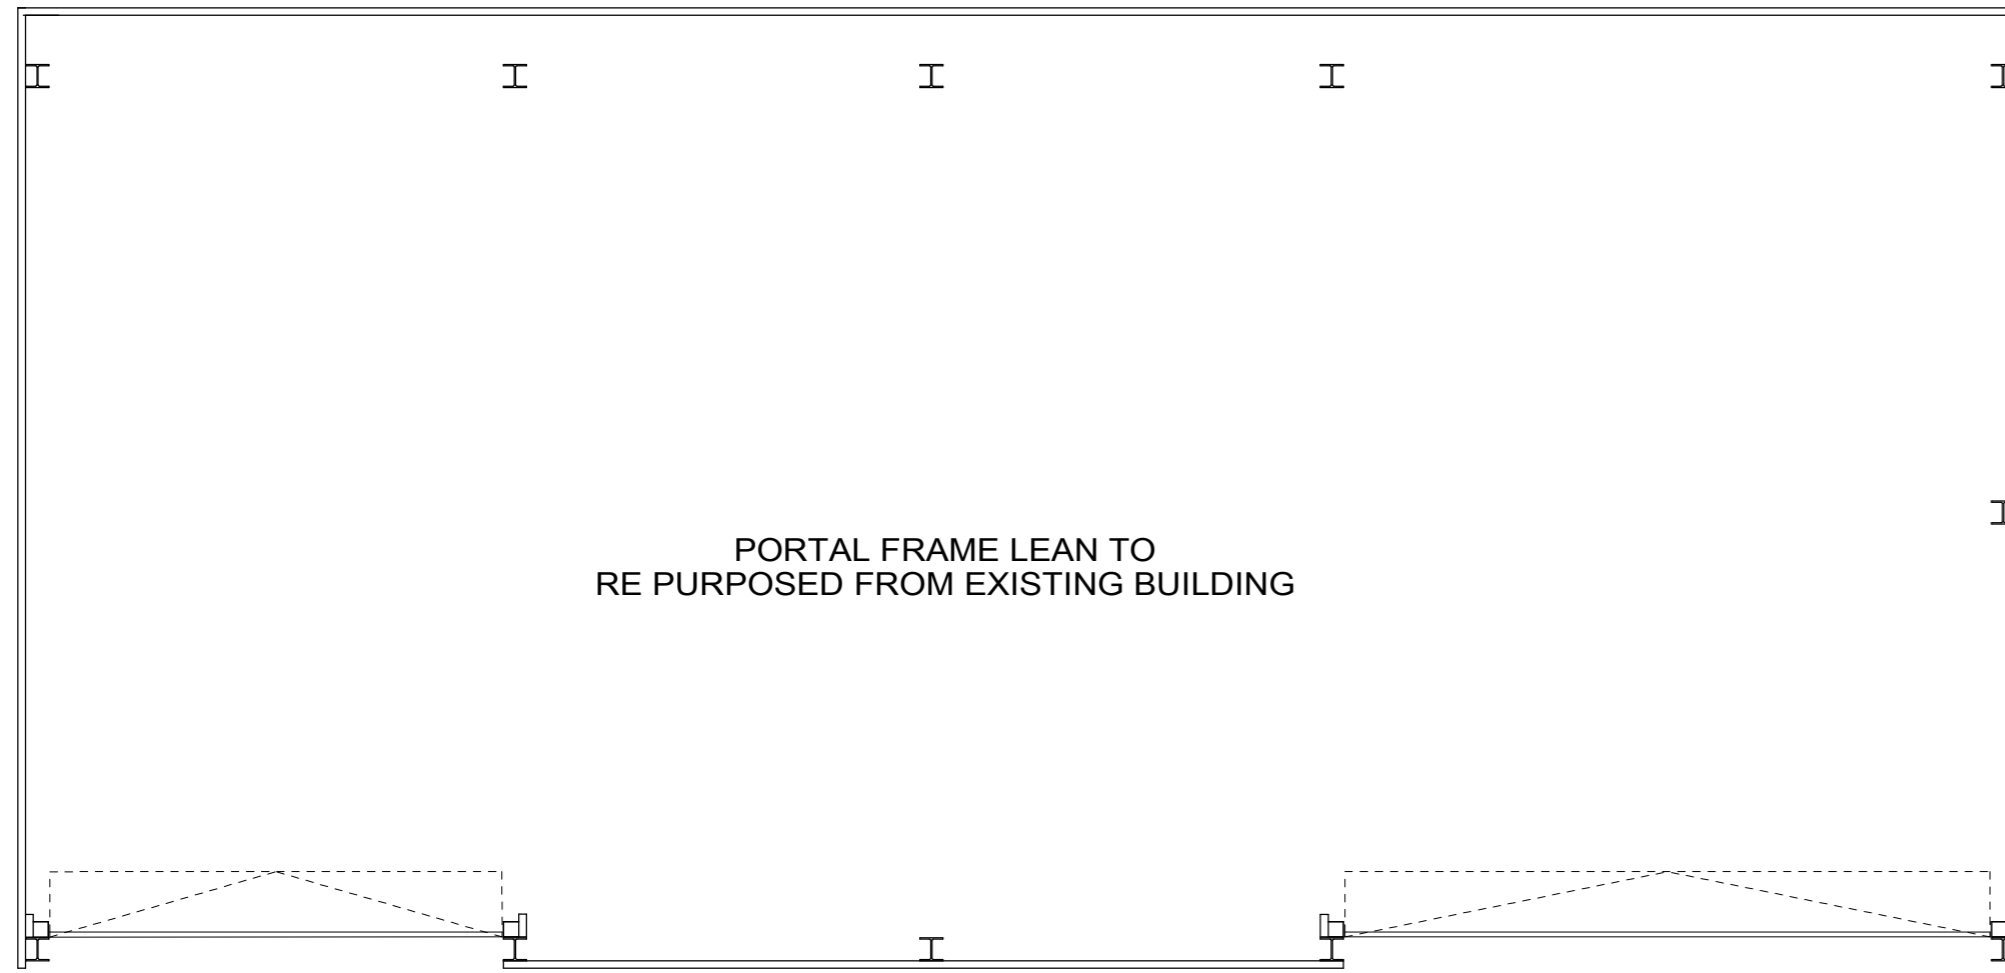 PORTAL FRAME LEAN TO
RE PURPOSED FROM EXISTING BUILDING